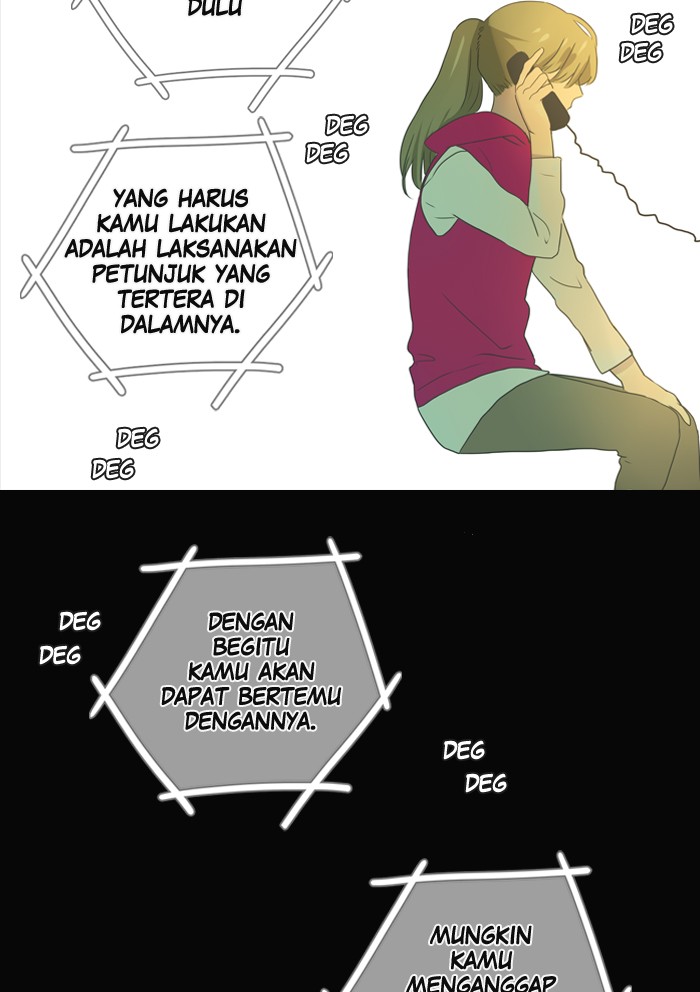 DULU
DEG
DEG
DEG
DEG
YANG HARUS
KAMU LAKUKAN
ADALAH LAKSANAKAN
PETUNJUK YANG
TERTERA DI
DALAMNYA.
DEG
DEG
DEG
DEG
DENGAN
BEGITU
KAMU AKAN
DAPAT BERTEMU
DENGANNYA.
DEG
DEG
MUNGKIN
KAMU
MENGANGGAP